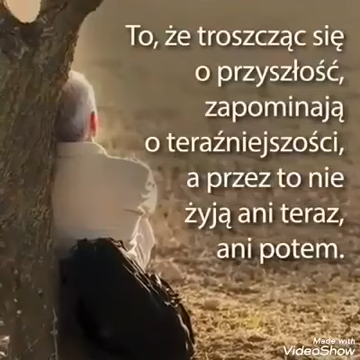 To, że troszcząc się
o przyszłość,
zapominają
o teraźniejszości,
a przez to nie
żyją ani teraz,
ani potem.
Made with
VideoShow